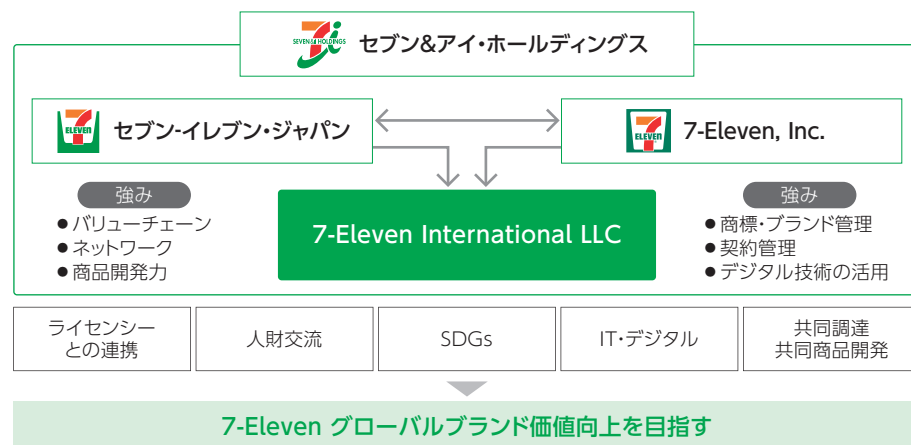 SEVEN & i HOLDINGS
セブン&アイ・ホールディングス
ELEVEN
セブン-イレブン・ジャパン
ELEVEN
7-Eleven, Inc.
強み
●バリューチェーン
●ネットワーク
●商品開発力
7-Eleven International LLC
強み
●商標・ブランド管理
●契約管理
●デジタル技術の活用
ライセンシー
との連携
人財交流
SDGs
IT・デジタル
共同調達
共同商品開発
7-Eleven グローバルブランド価値向上を目指す